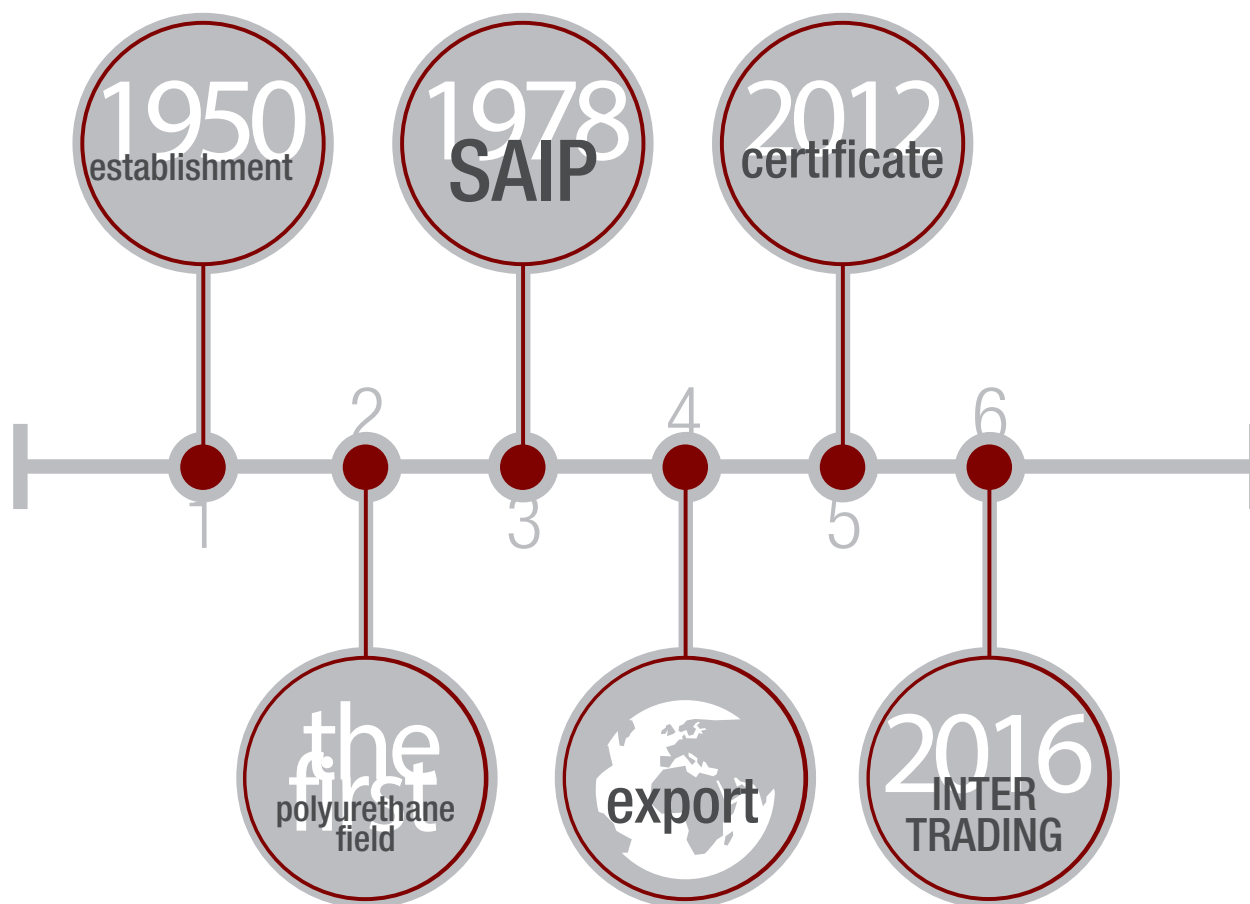 1950
establishment
1978
SAIP
2012
certificate
2
4
6
1
3
5
the
first
polyurethane
field
export
2016
INTER
TRADING